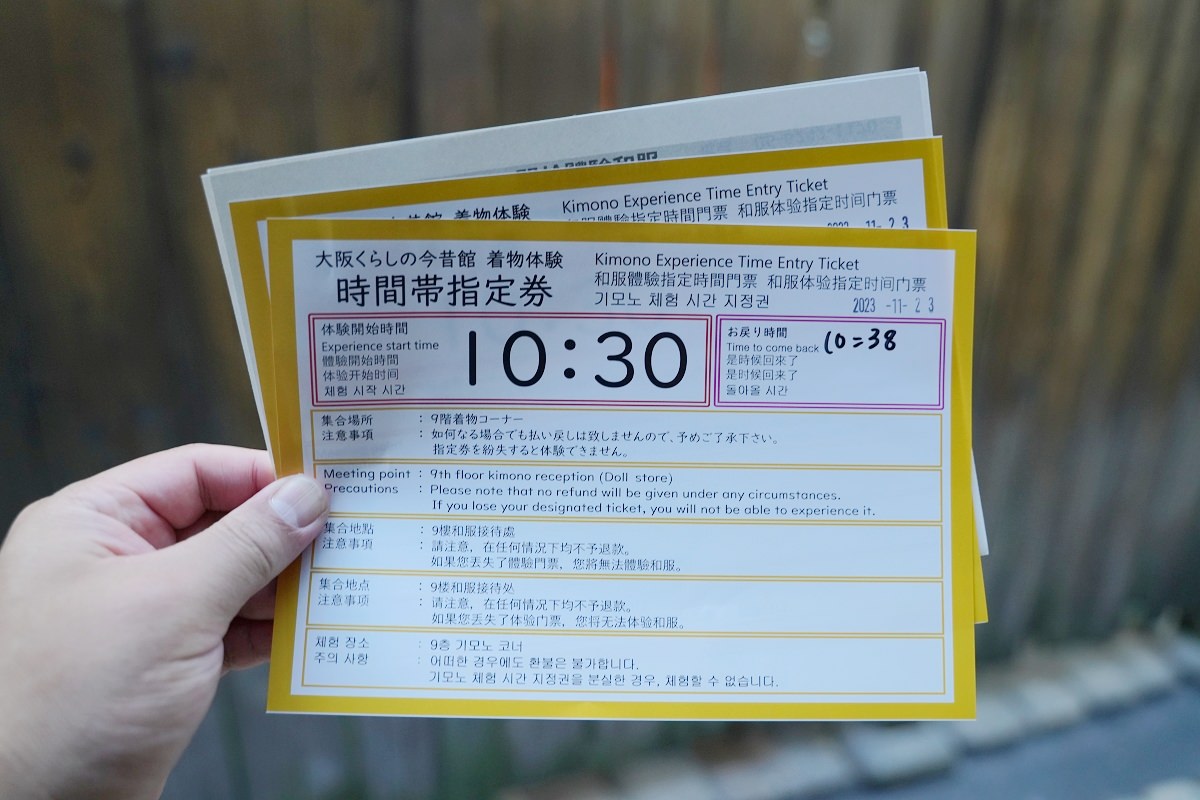 着物体験
Kimono Experience Time Entry Ticket
和服體驗指定時間門票 和服体验指定时间门票
大阪くらしの今昔館 着物体験
時間帯指定券
Kimono Experience Time Entry Ticket
和服體驗指定時間門票 和服体验指定时间门票
기모노 체험 시간 지정권
2023 -11- 2 3
体験開始時間
Experience start time
體驗開始時間
体验开始时间
체험 시작 시간
10:30
お戻り時間
Time to come back
是時候回來了
是时候回来了
돌아올 시간
10=38
集合場所 : 9階着物コーナー
注意事項 : 如何なる場合でも払い戻しは致しませんので、予めご了承下さい。
指定券を紛失すると体験できません。
Meeting point : 9th floor kimono reception (Doll store)
Precautions : Please note that no refund will be given under any circumstances.
If you lose your designated ticket, you will not be able to experience it.
集合地點 : 9樓和服接待處
注意事項 : 請注意，在任何情況下均不予退款。
如果您丟失了體驗門票，您將無法體驗和服。
集合地点 : 9楼和服接待处
注意事项 : 请注意，在任何情况下均不予退款。
如果您丢失了体验门票，您将无法体验和服。
체험 장소 : 9층 기모노 코너
주의 사항 : 어떠한 경우에도 환불은 불가합니다.
기모노 체험 시간 지정권을 분실한 경우, 체험할 수 없습니다.